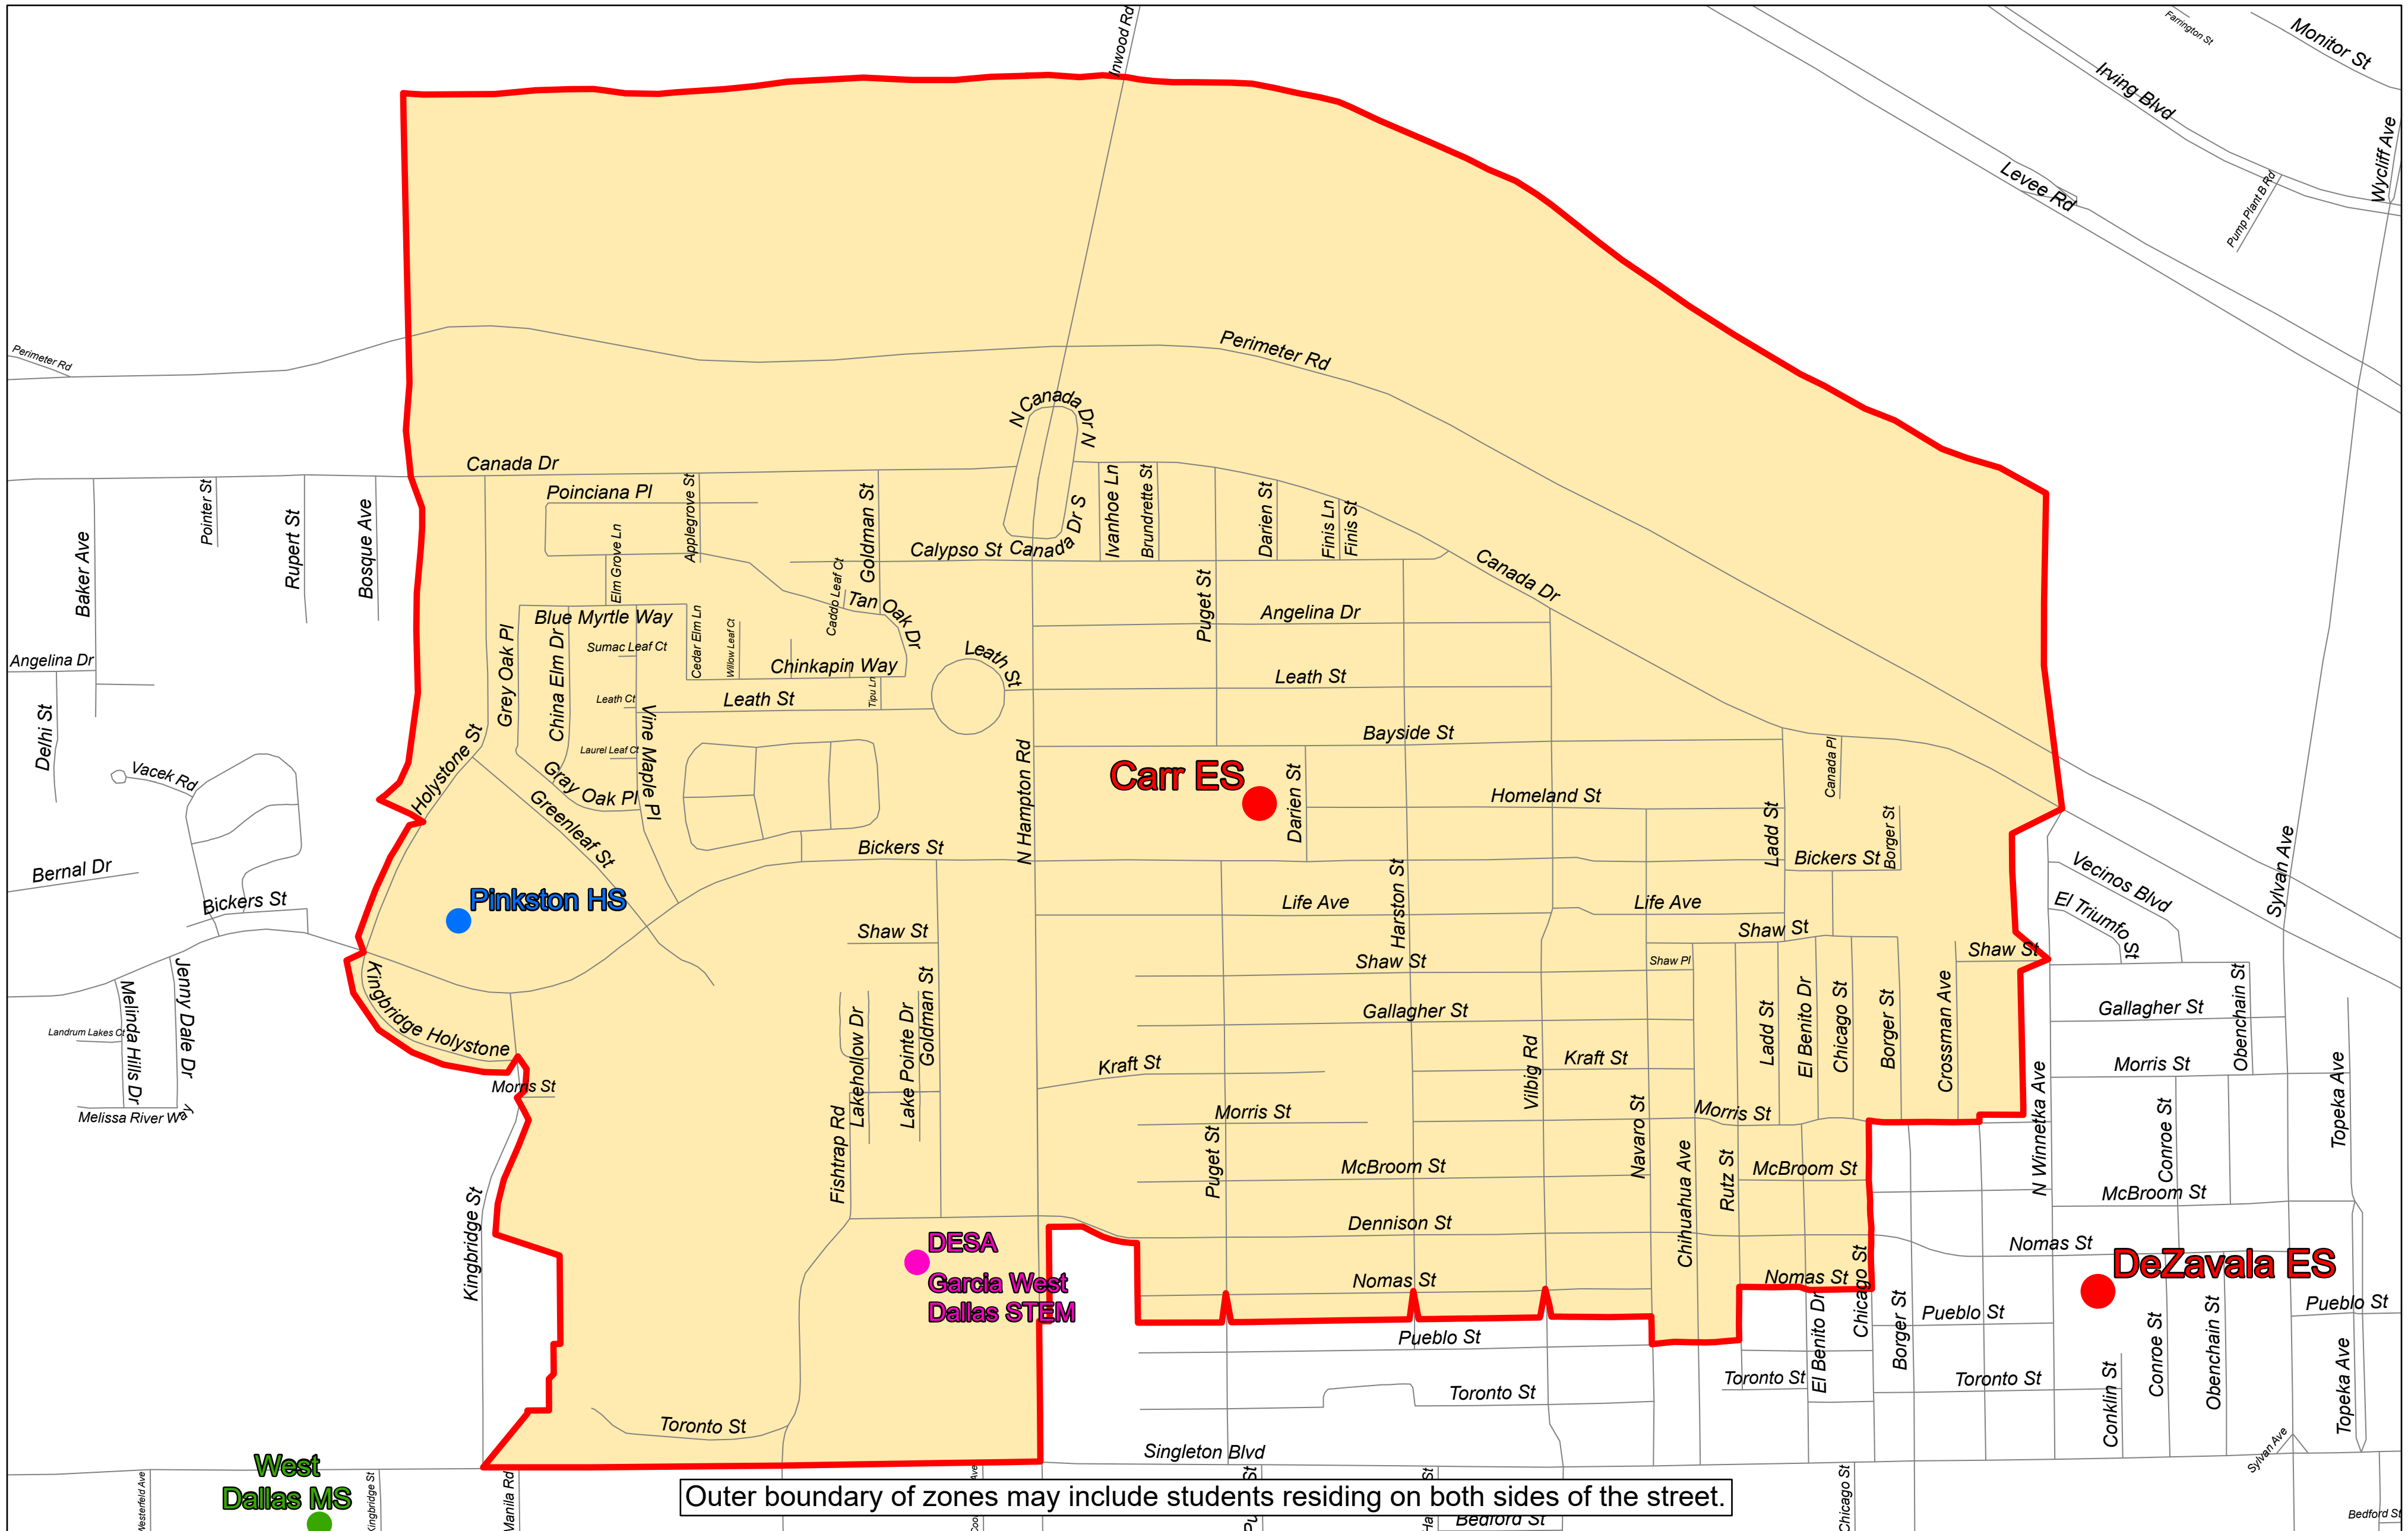 Inwood Rd
Farrington St
Monitor St
Irving Blvd
Wycliff Ave
Levee Rd
Pump Plant B Rd
Perimeter Rd
Perimeter Rd
N Canada Dr N
Canada Dr
Poinciana Pl
Applegrove St
Goldman St
Canada Dr S
Ivanhoe Ln
Brundrette St
Darien St
Finis Ln
Finis St
Pointer St
Rupert St
Bosque Ave
Baker Ave
Elm Grove Ln
Calypso St
Canada Dr
Caddo Leaf Ct
Tan Oak Dr
Puget St
Angelina Dr
Blue Myrtle Way
Grey Oak Pl
China Elm Dr
Sumac Leaf Ct
Cedar Elm Ln
Willow Leaf Ct
Chinkapin Way
Leath St
Leath St
Angelina Dr
Leath Ct
Leath St
Tipu Ln
Delhi St
Vine Maple Pl
Laurel Leaf Ct
Holystone St
Gray Oak Pl
Greenleaf St
N Hampton Rd
Bayside St
Canada Pl
Carr ES
Darien St
Homeland St
Ladd St
Borger St
Vacek Rd
Bernal Dr
Bickers St
Bickers St
Bickers St
Vecinos Blvd
El Triumfo St
Sylvan Ave
Pinkston HS
Life Ave
Life Ave
Harston St
Shaw St
Shaw St
Shaw St
Shaw Pl
Shaw St
Kingbridge Holystone
Jenny Dale Dr
Melinda Hills Dr
Landrum Lakes Ct
Melissa River Way
Morris St
Lakehollow Dr
Lake Pointe Dr
Goldman St
Fishtrap Rd
Gallagher St
Kraft St
Kraft St
Vilbig Rd
Ladd St
El Benito Dr
Chicago St
Borger St
Crossman Ave
Gallagher St
Obenchain St
Morris St
Topeka Ave
N Winnetka Ave
Conroe St
Morris St
Morris St
Navaro St
Puget St
McBroom St
McBroom St
McBroom St
Chihuahua Ave
Rutz St
Kingbridge St
Dennison St
DESA
Garcia West
Dallas STEM
Nomas St
Nomas St
Nomas St
DeZavala ES
Chicago St
El Benito Dr
Borger St
Pueblo St
Pueblo St
Pueblo St
Conroe St
Obenchain St
Topeka Ave
Toronto St
Toronto St
Toronto St
Toronto St
Conklin St
Singleton Blvd
Sylvan Ave
West
Dallas MS
Westerfeld Ave
Kingbridge St
Manila Rd
Chicago St
Bedford St
Bedford St
Outer boundary of zones may include students residing on both sides of the street.